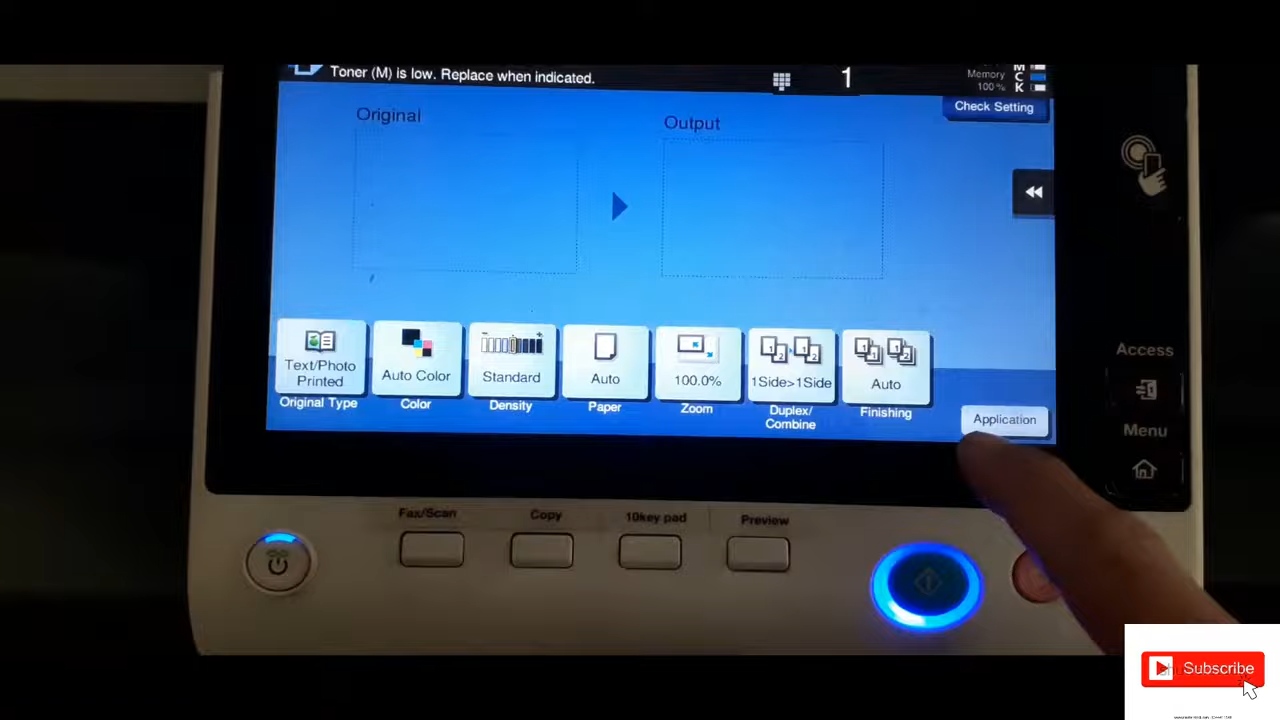 Toner (M) is low. Replace when indicated.
1
Memory
100 %
M
C
K
Check Setting
Original
Output
Text/Photo
Printed
Auto Color
Standard
Auto
100.0%
1Side>1Side
Auto
Original Type
Color
Density
Paper
Zoom
Duplex/
Combine
Finishing
Application
Access
Menu
Fax/Scan
Copy
10key pad
Preview
Subscribe